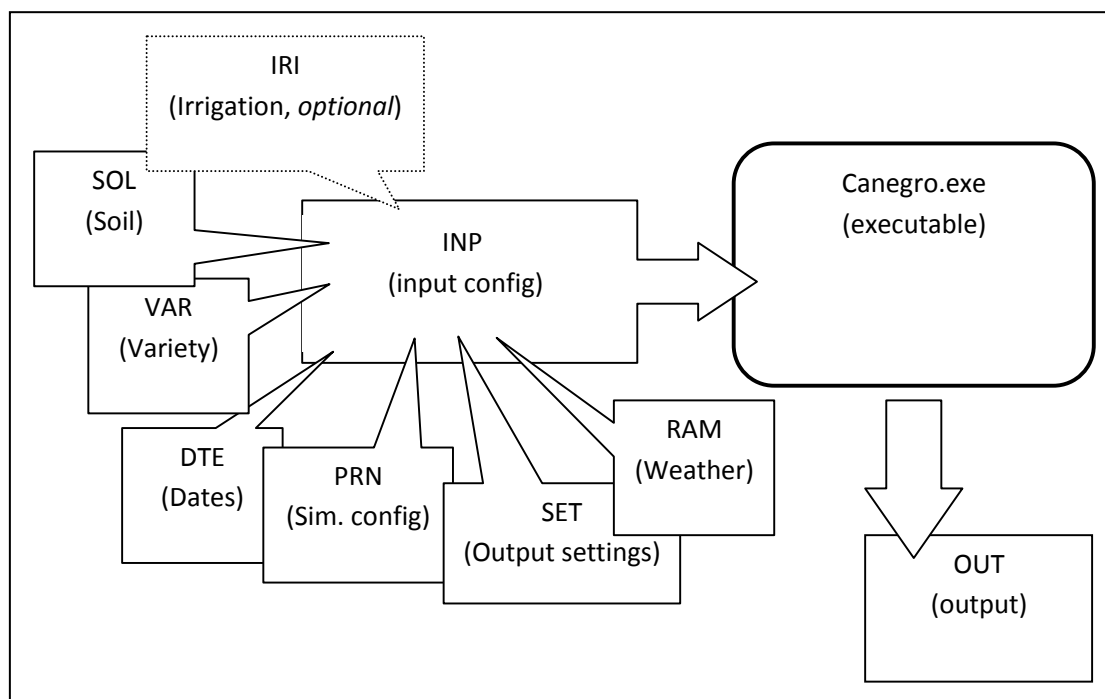 IRI
(Irrigation, optional)
SOL
(Soil)
VAR
(Variety)
INP
(input config)
Canegro.exe
(executable)
DTE
(Dates)
PRN
(Sim. config)
SET
(Output settings)
RAM
(Weather)
OUT
(output)